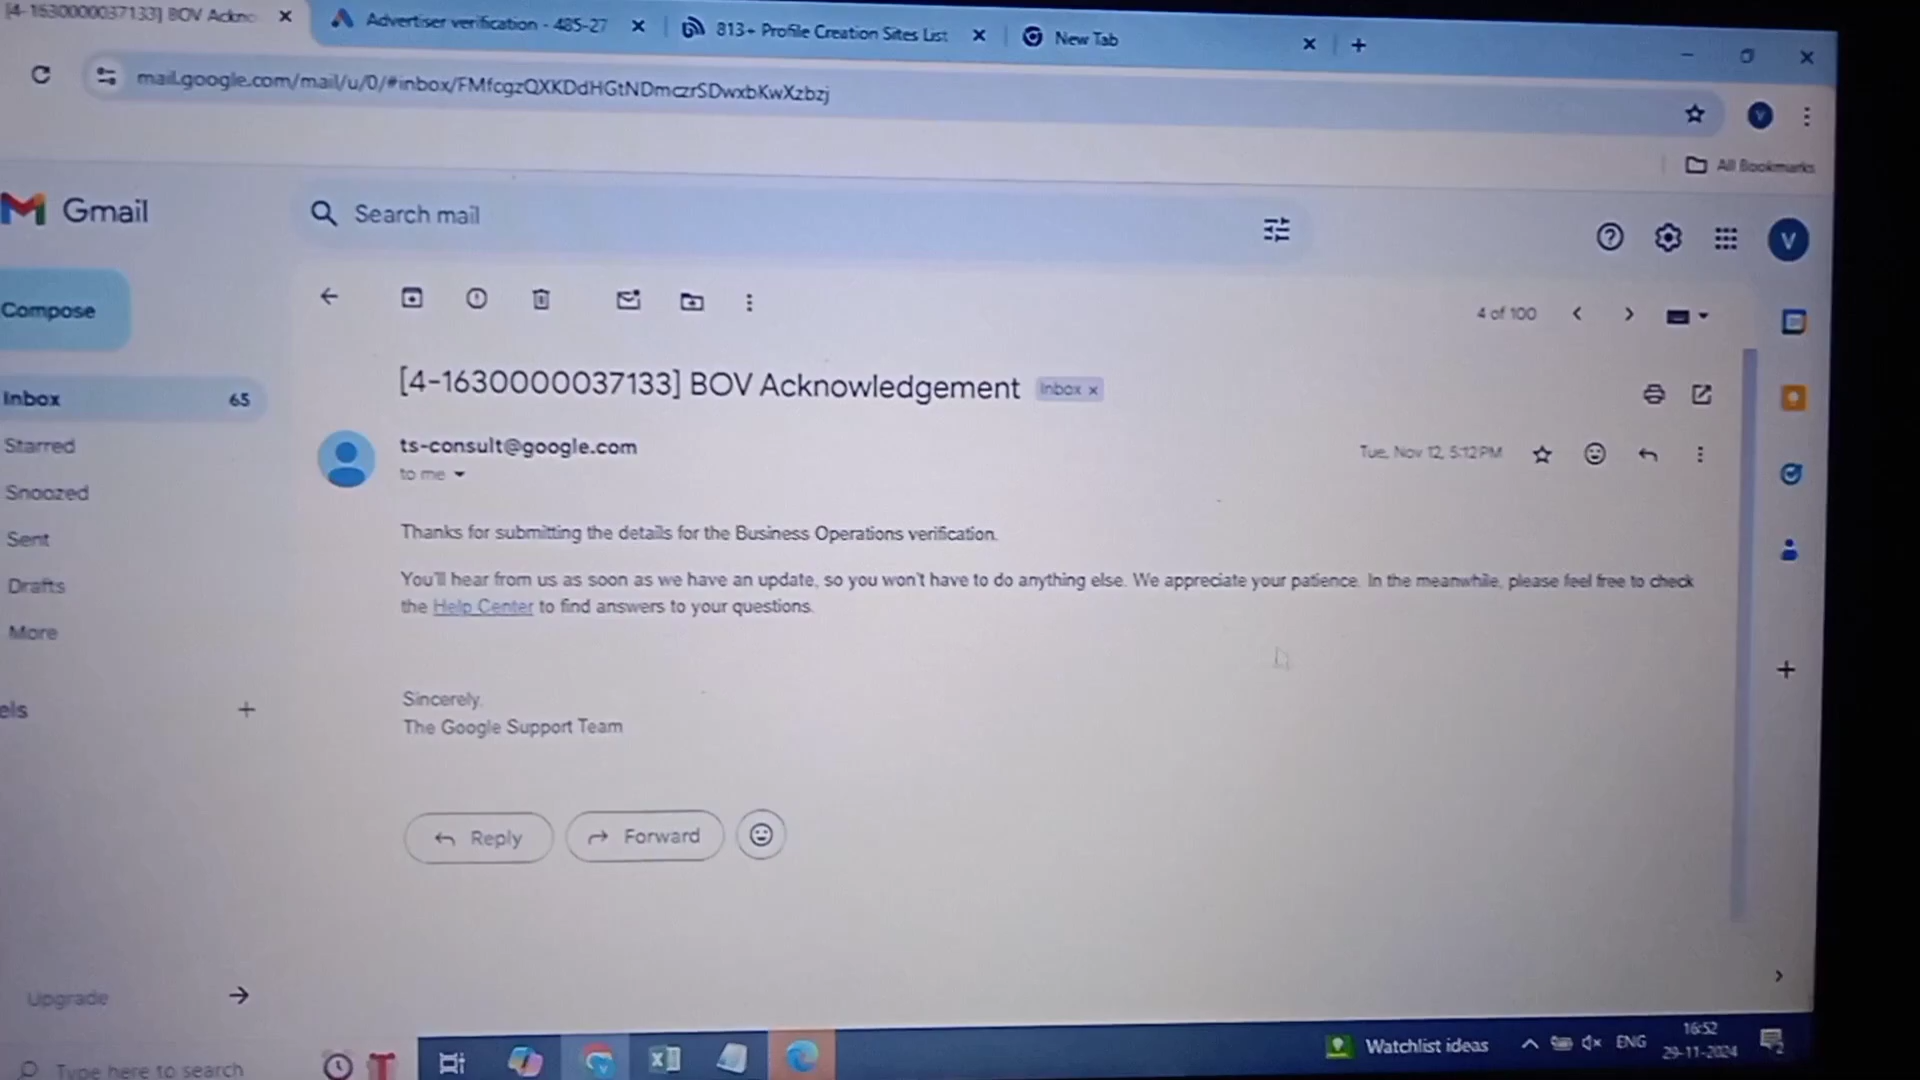 [4-1630000037133] BOV Ackno
Advertiser verification - 485-27
813+ Profile Creation Sites List
New Tab
mail.google.com/mail/u/0/#inbox/FMfcgzQXKDdHGtNDmczrSDwxbKwXzbzj
V
All Bookmarks
Gmail
Search mail
V
Compose
4 of 100
[4-1630000037133] BOV Acknowledgement
Inbox x
Inbox 65
ts-consult@google.com
Tue, Nov 12, 5:12 PM
to me
Starred
Snoozed
Sent
Drafts
More
els
Thanks for submitting the details for the Business Operations verification.
You'll hear from us as soon as we have an update, so you won't have to do anything else. We appreciate your patience. In the meanwhile, please feel free to check
the Help Center to find answers to your questions.
Sincerely,
The Google Support Team
Reply
Forward
Upgrade
Type here to search
Watchlist ideas
ENG
16:52
29-11-2024